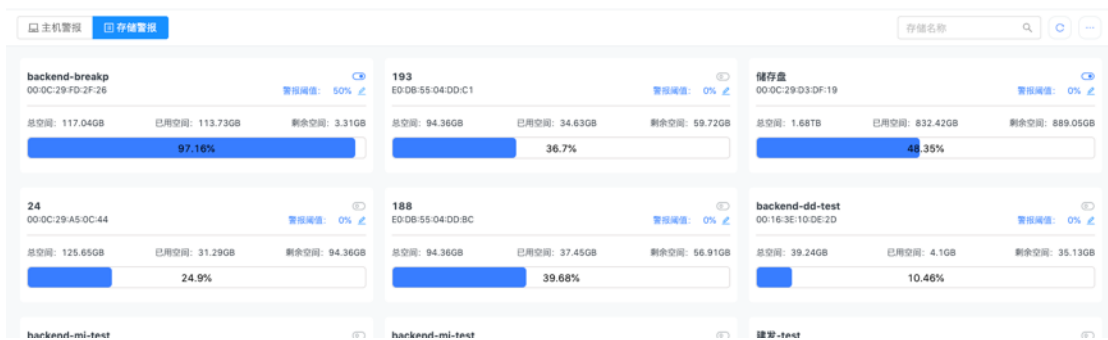 主机警报 存储警报 存储名称
backend-breakp
00:0C:29:FD:2F:26 警报阈值: 50%
总空间: 117.04GB 已用空间: 113.73GB 剩余空间: 3.31GB
97.16%
193
E0:DB:55:04:DD:C1 警报阈值: 0%
总空间: 94.36GB 已用空间: 34.63GB 剩余空间: 59.72GB
36.7%
储存盘
00:0C:29:D3:DF:19 警报阈值: 0%
总空间: 1.68TB 已用空间: 832.42GB 剩余空间: 889.05GB
48.35%
24
00:0C:29:A5:0C:44 警报阈值: 0%
总空间: 125.65GB 已用空间: 31.29GB 剩余空间: 94.36GB
24.9%
188
E0:DB:55:04:DD:BC 警报阈值: 0%
总空间: 94.36GB 已用空间: 37.45GB 剩余空间: 56.91GB
39.68%
backend-dd-test
00:16:3E:10:DE:2D 警报阈值: 0%
总空间: 39.24GB 已用空间: 4.1GB 剩余空间: 35.13GB
10.46%
backend-mi-test
backend-mi-test
建发-test